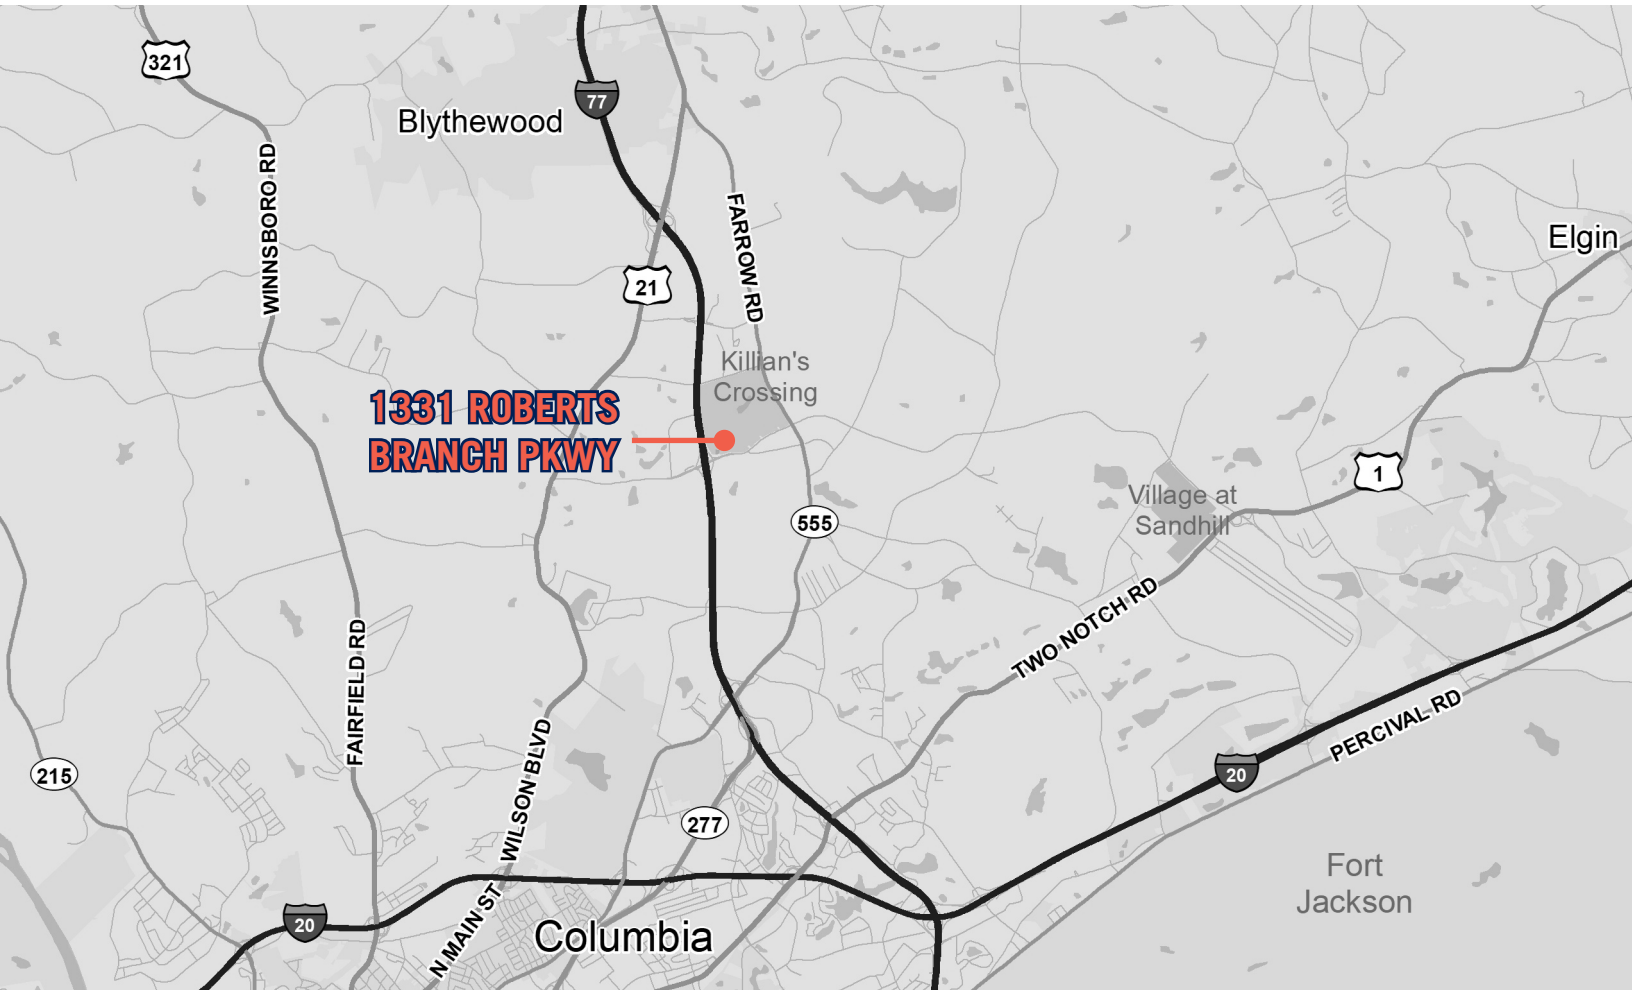 321
77
Blythewood
WINNSBORO RD
FARROW RD
Elgin
21
Killian's
Crossing
1331 ROBERTS
BRANCH PKWY
1
Village at
Sandhill
555
TWO NOTCH RD
FAIRFIELD RD
PERCIVAL RD
WILSON BLVD
215
20
277
Fort
Jackson
20
N MAIN ST
Columbia